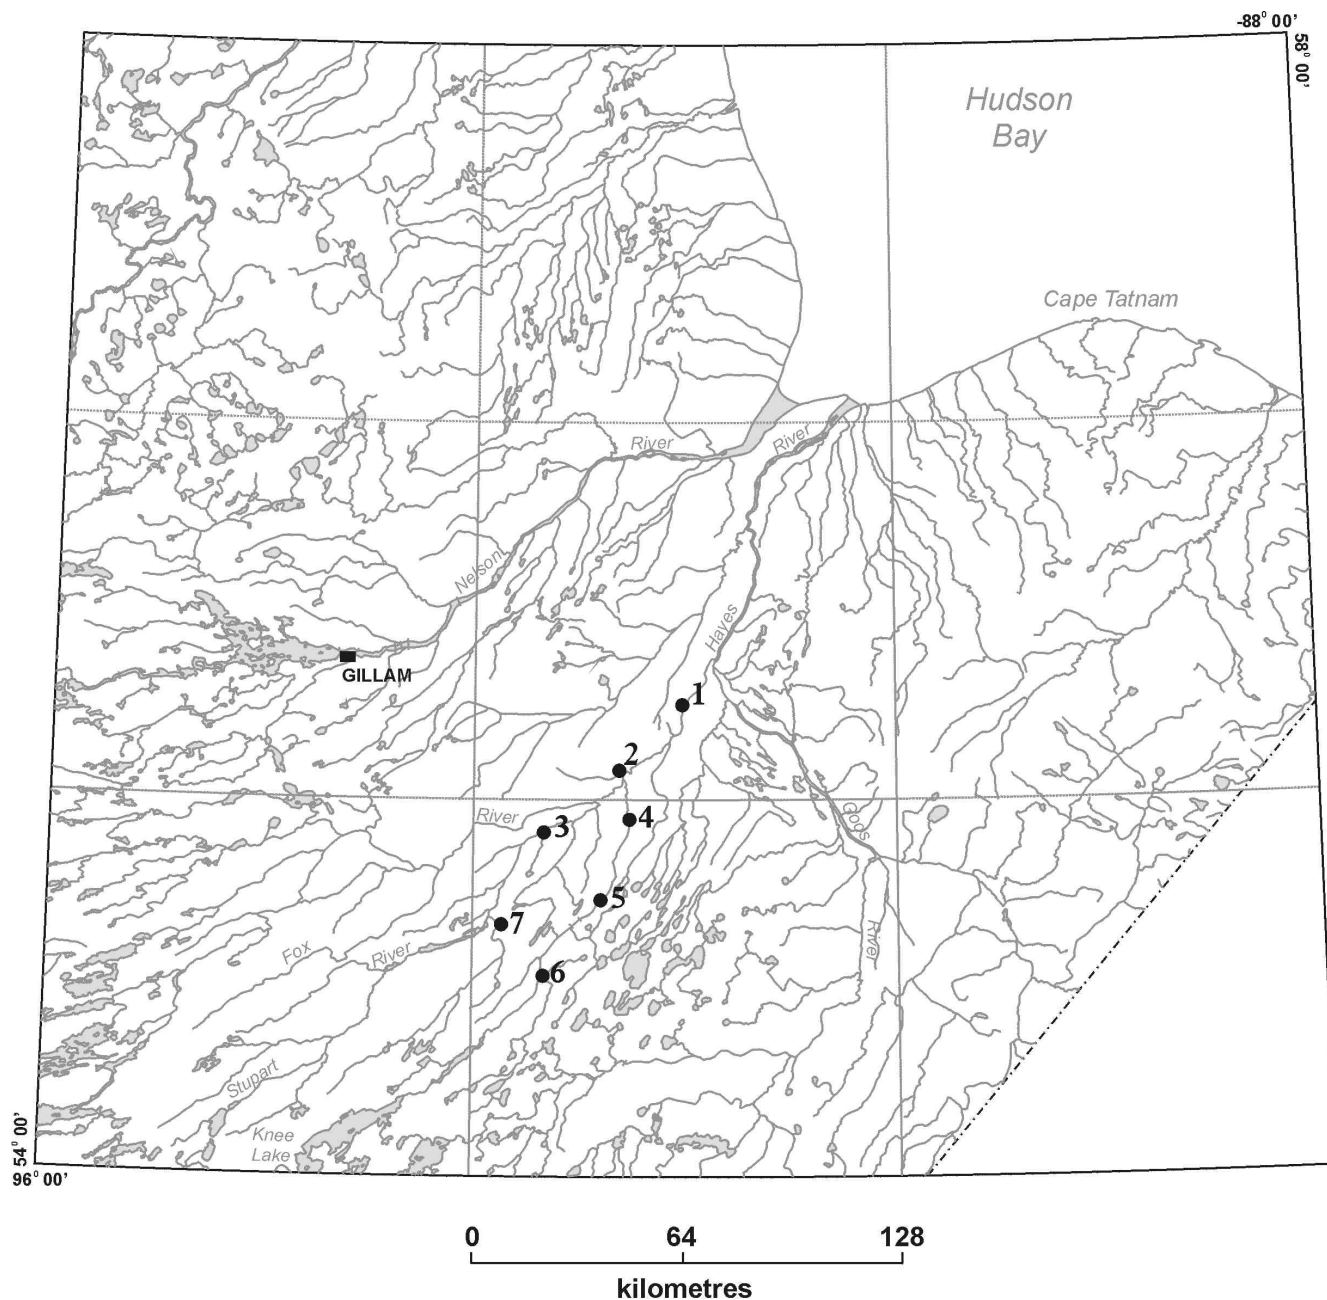 -88° 00'
58° 00'
Hudson
Bay
Cape Tatnam
River
River
Nelson
Hayes
GILLAM
1
2
River
3
4
Gods
5
7
Fox
River
River
6
Stupart
Knee
Lake
54° 00'
96° 00'
0 64 128
kilometres